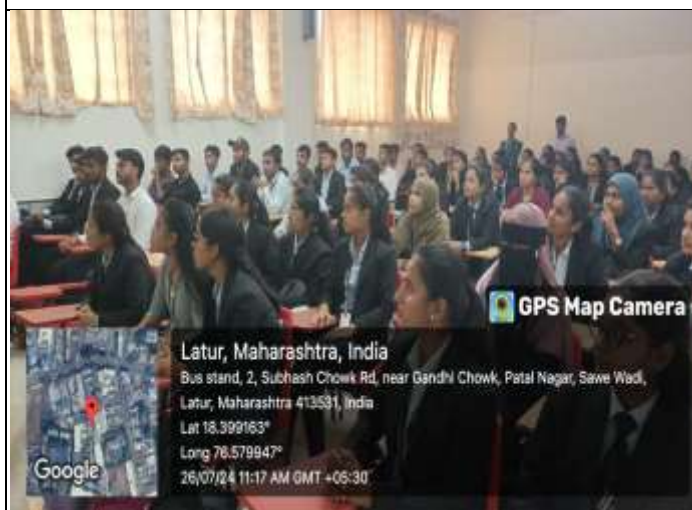 GPS Map Camera
Latur, Maharashtra, India
Bus stand, 2, Subhash Chowk Rd, near Gandhi Chowk, Patal Nagar, Sawe Wadi,
Latur, Maharashtra 413531, India
Lat 18.399163°
Long 76.579947°
26/07/24 11:17 AM GMT +05:30
Google